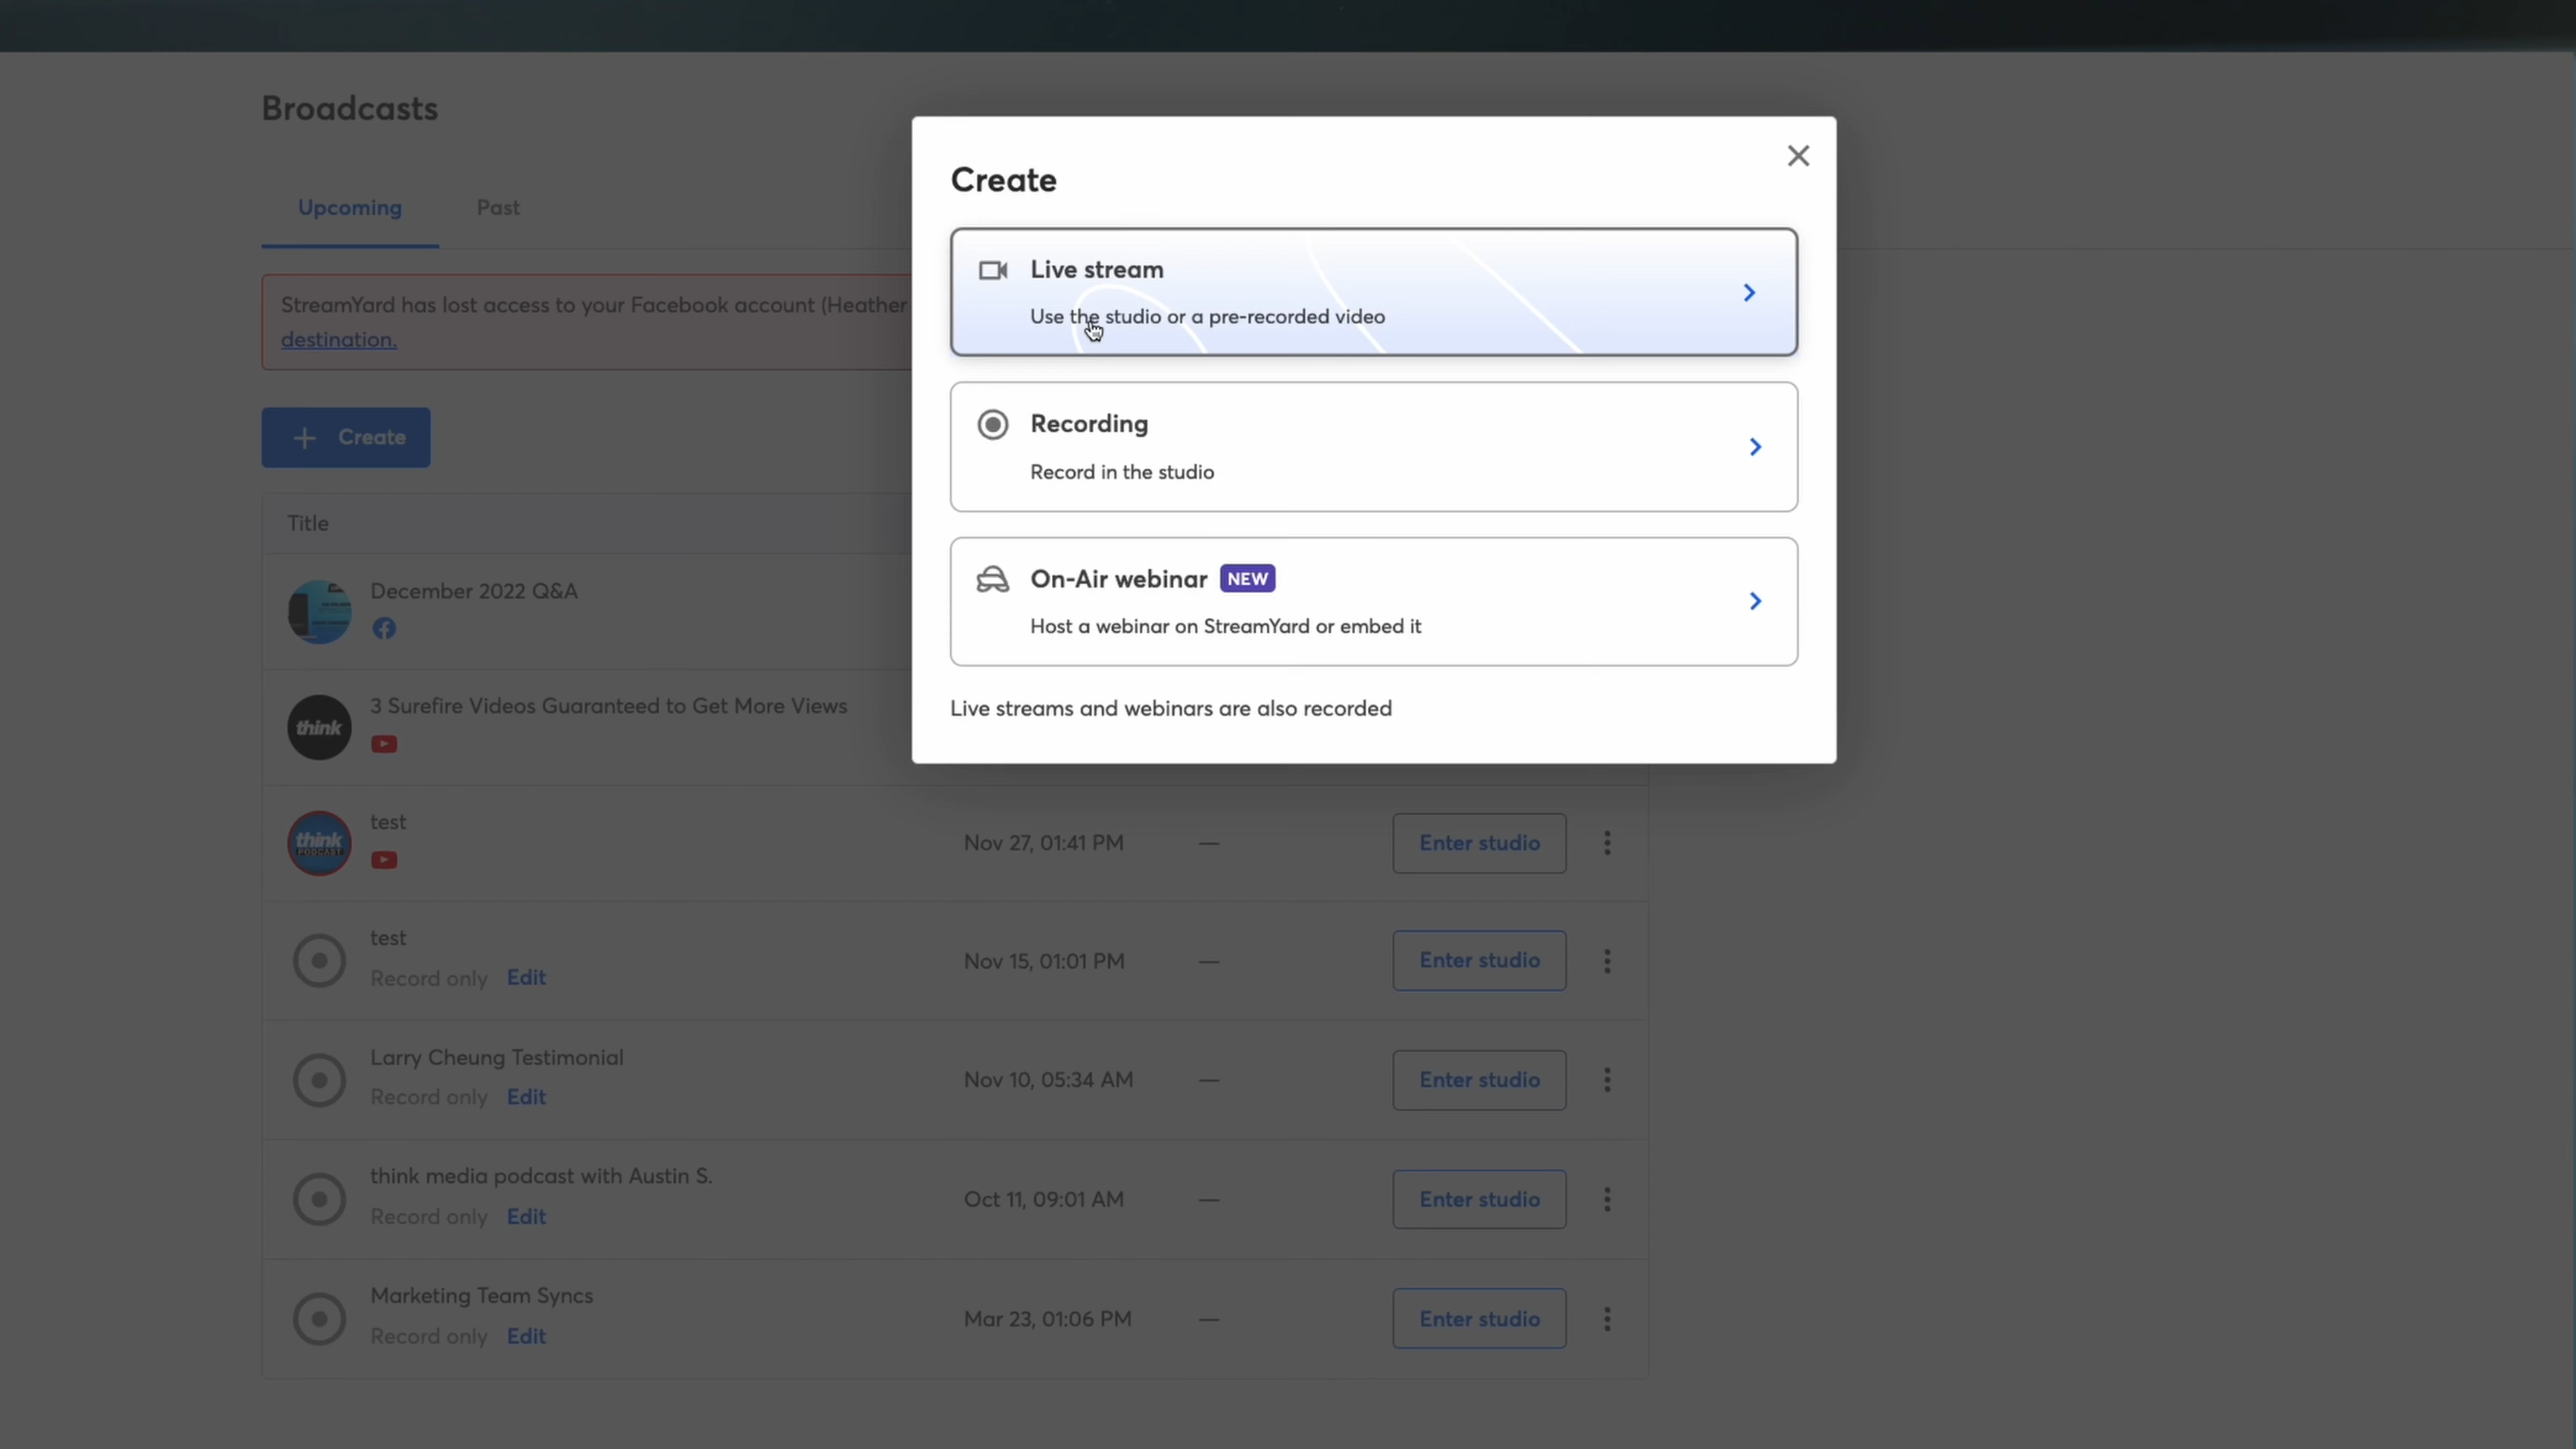 Broadcasts
Upcoming
Past
StreamYard has lost access to your Facebook account (Heather
destination.
Create
Title
December 2022 Q&A
3 Surefire Videos Guaranteed to Get More Views
think
test
think
PODCAST
Nov 27, 01:41 PM
—
Enter studio
test
Record only Edit
Nov 15, 01:01 PM
—
Enter studio
Larry Cheung Testimonial
Record only Edit
Nov 10, 05:34 AM
—
Enter studio
think media podcast with Austin S.
Record only Edit
Oct 11, 09:01 AM
—
Enter studio
Marketing Team Syncs
Record only Edit
Mar 23, 01:06 PM
—
Enter studio
Create
Live stream
Use the studio or a pre-recorded video
Recording
Record in the studio
On-Air webinar NEW
Host a webinar on StreamYard or embed it
Live streams and webinars are also recorded